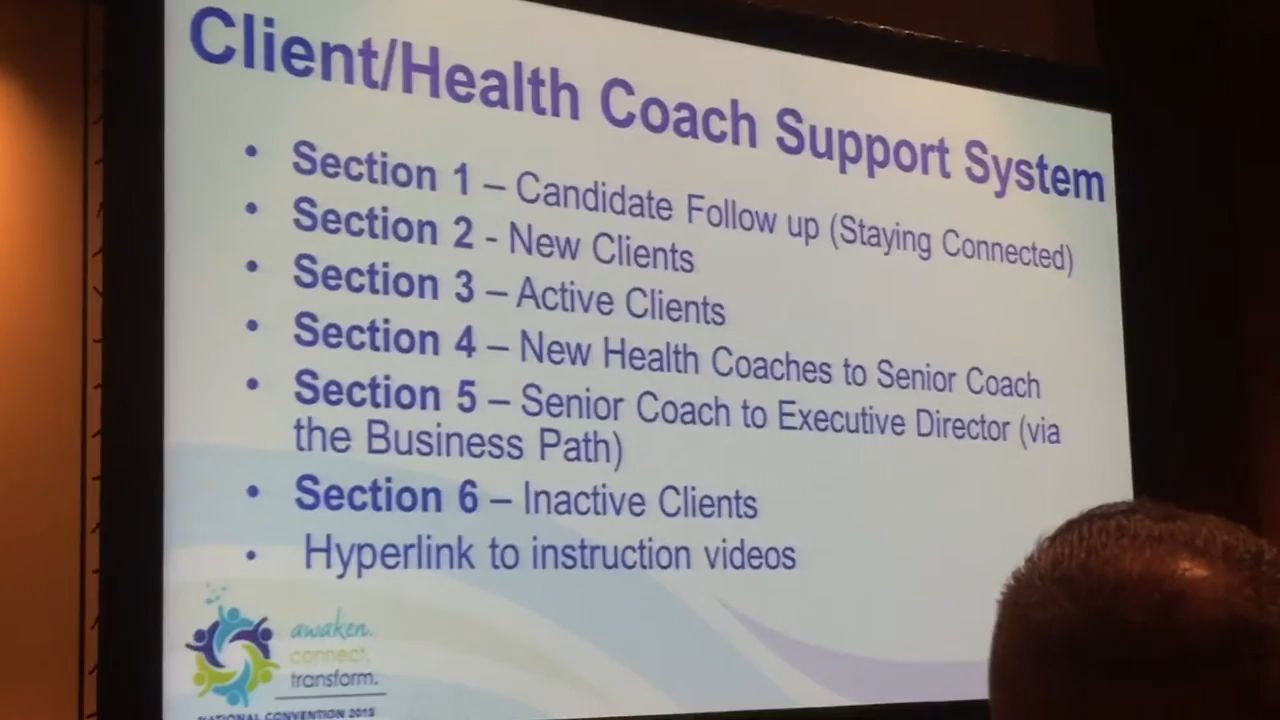 Client/Health Coach Support System
• Section 1 – Candidate Follow up (Staying Connected)
• Section 2 - New Clients
• Section 3 – Active Clients
• Section 4 – New Health Coaches to Senior Coach
• Section 5 – Senior Coach to Executive Director (via
the Business Path)
• Section 6 – Inactive Clients
• Hyperlink to instruction videos
awaken.
connect.
transform.
NATIONAL CONVENTION 2015